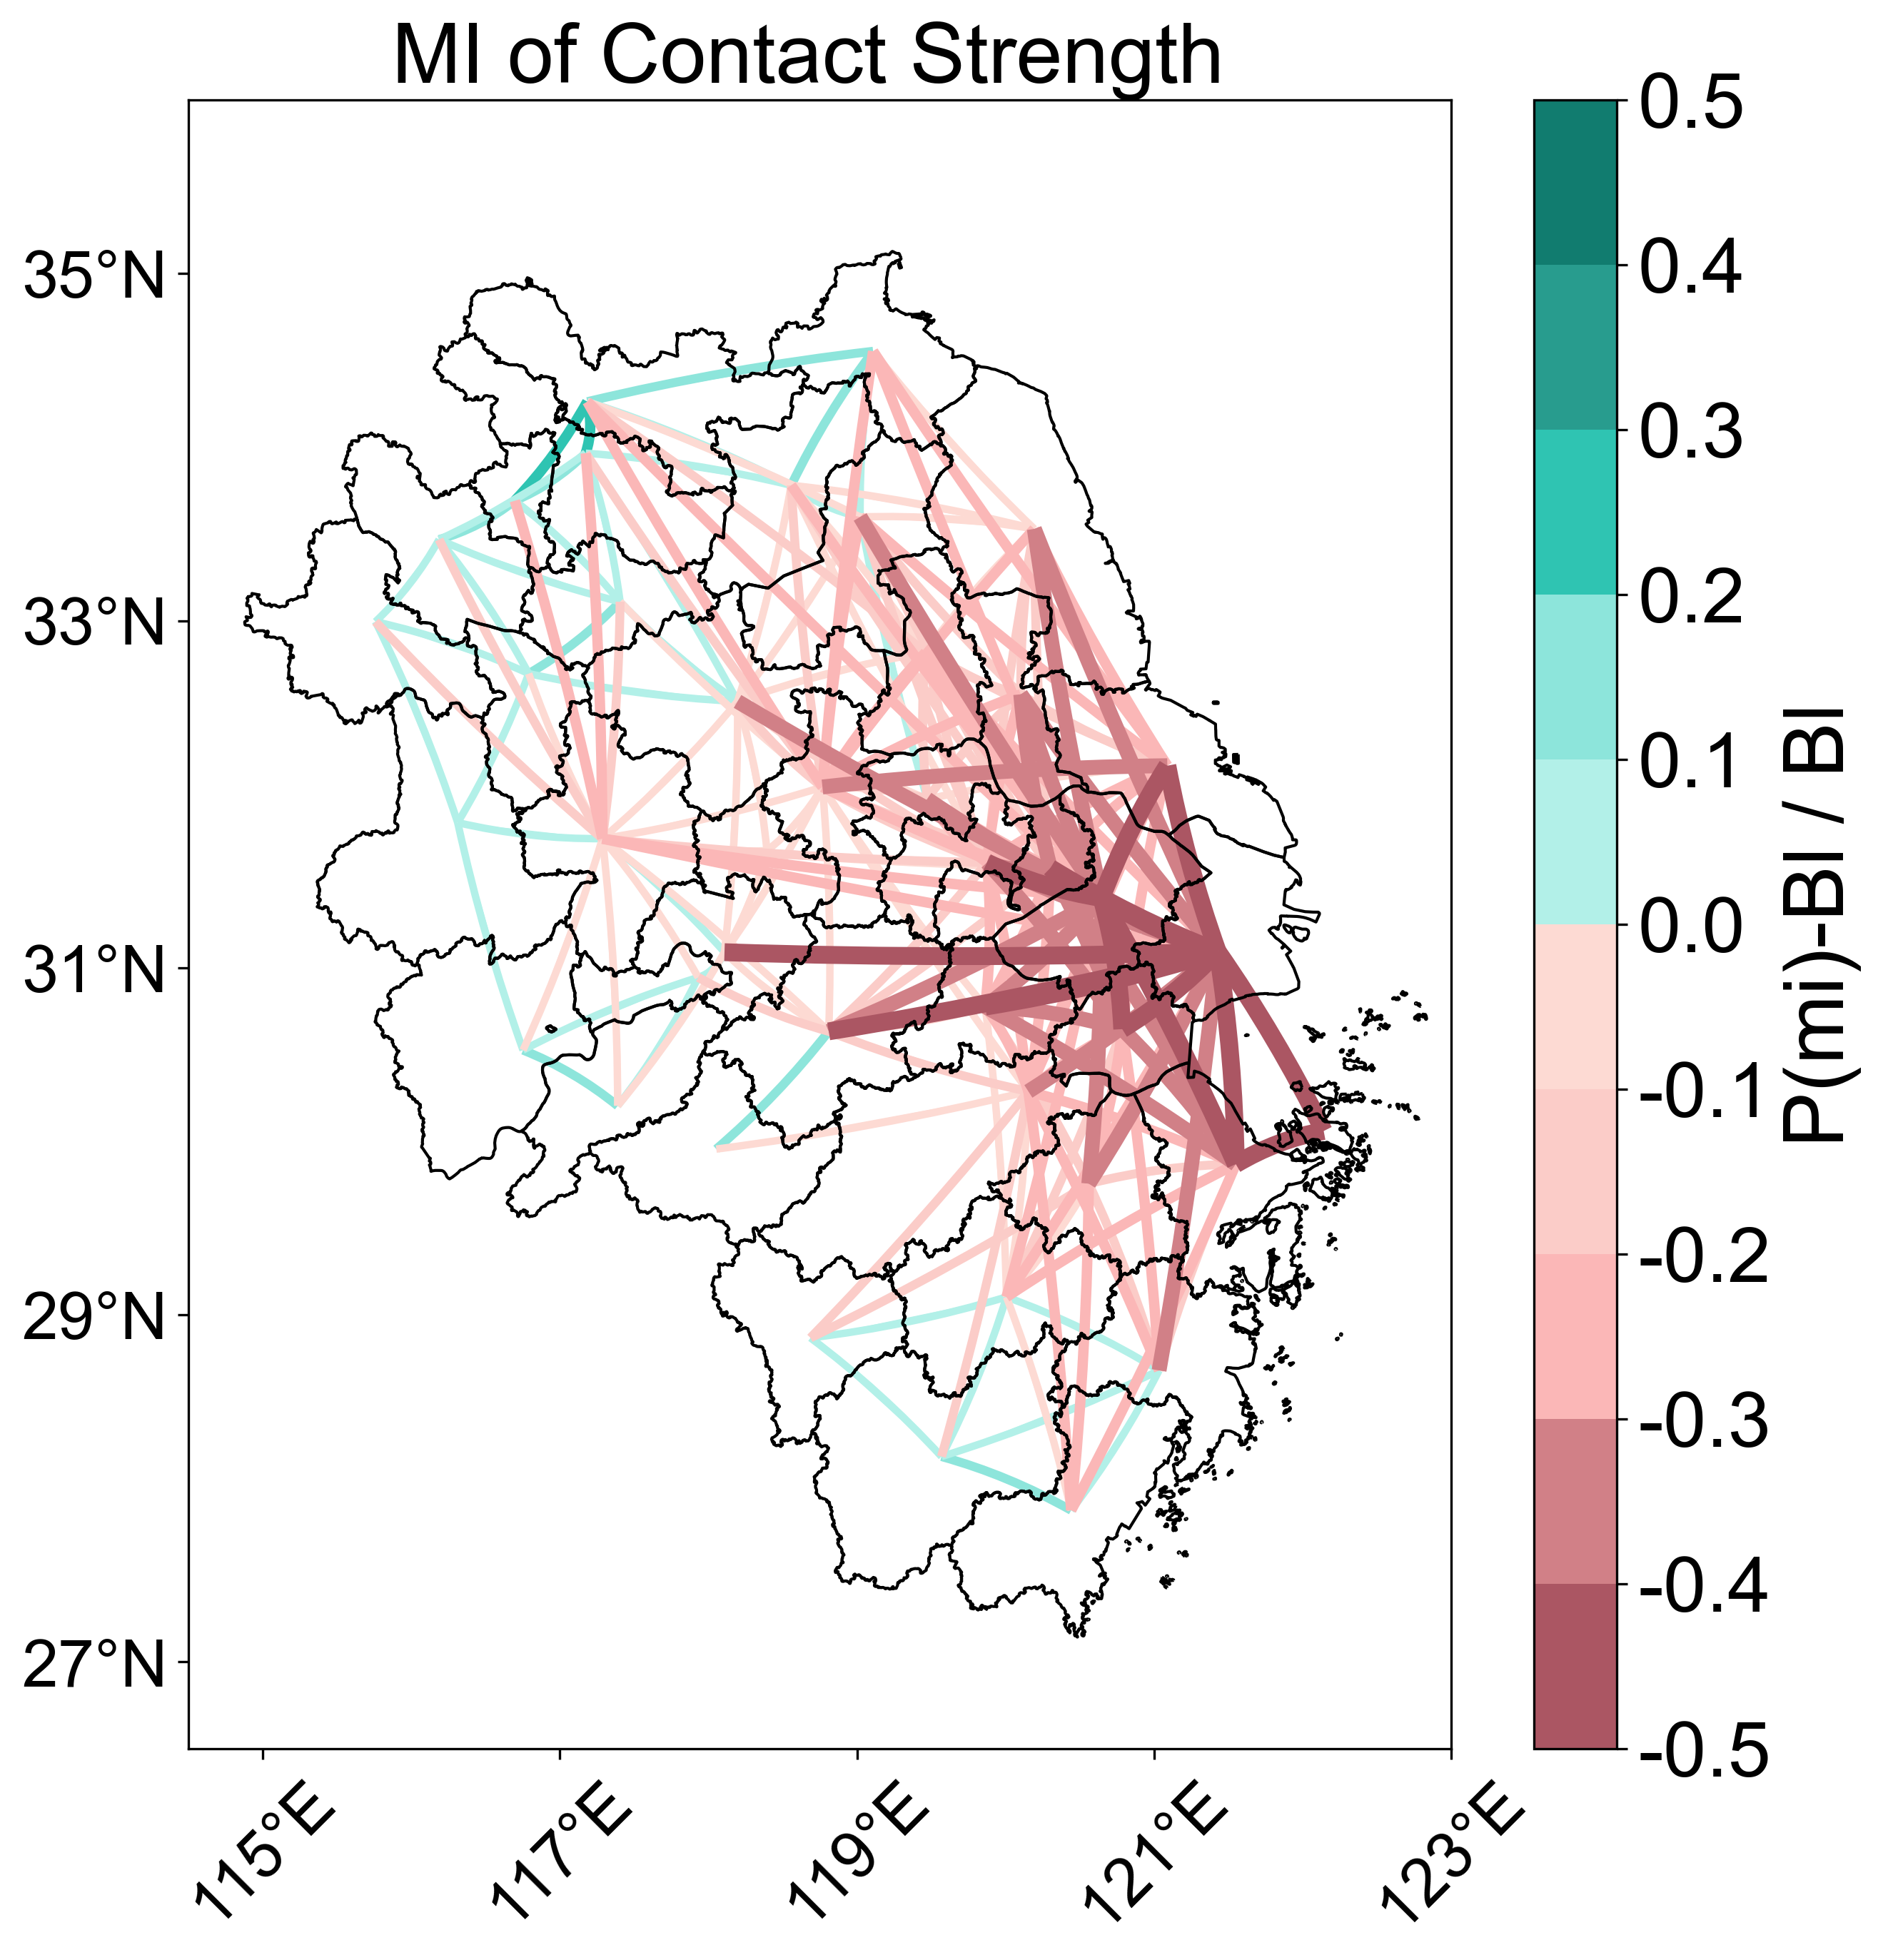 MI of Contact Strength
35°N
33°N
31°N
29°N
27°N
115°E
117°E
119°E
121°E
123°E
0.5
0.4
0.3
0.2
0.1
0.0
-0.1
-0.2
-0.3
-0.4
-0.5
P(mi)-BI / BI